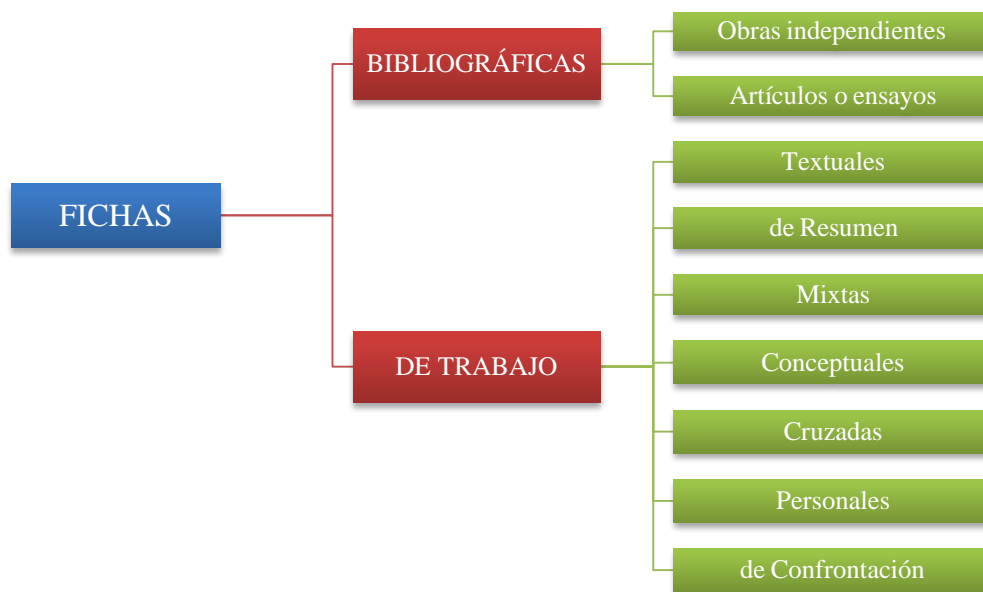 FICHAS
BIBLIOGRÁFICAS
Obras independientes
Artículos o ensayos
DE TRABAJO
Textuales
de Resumen
Mixtas
Conceptuales
Cruzadas
Personales
de Confrontación